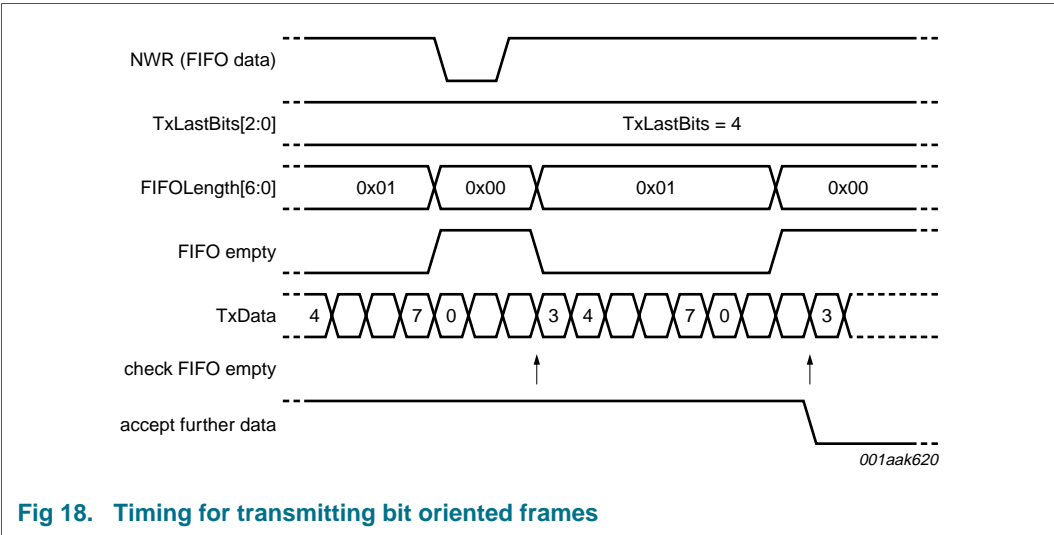 NWR (FIFO data)
TxLastBits[2:0] TxLastBits = 4
FIFOLength[6:0] 0x01 0x00 0x01 0x00
FIFO empty
TxData 4 7 0 3 4 7 0 3
check FIFO empty
accept further data
001aak620
Fig 18. Timing for transmitting bit oriented frames